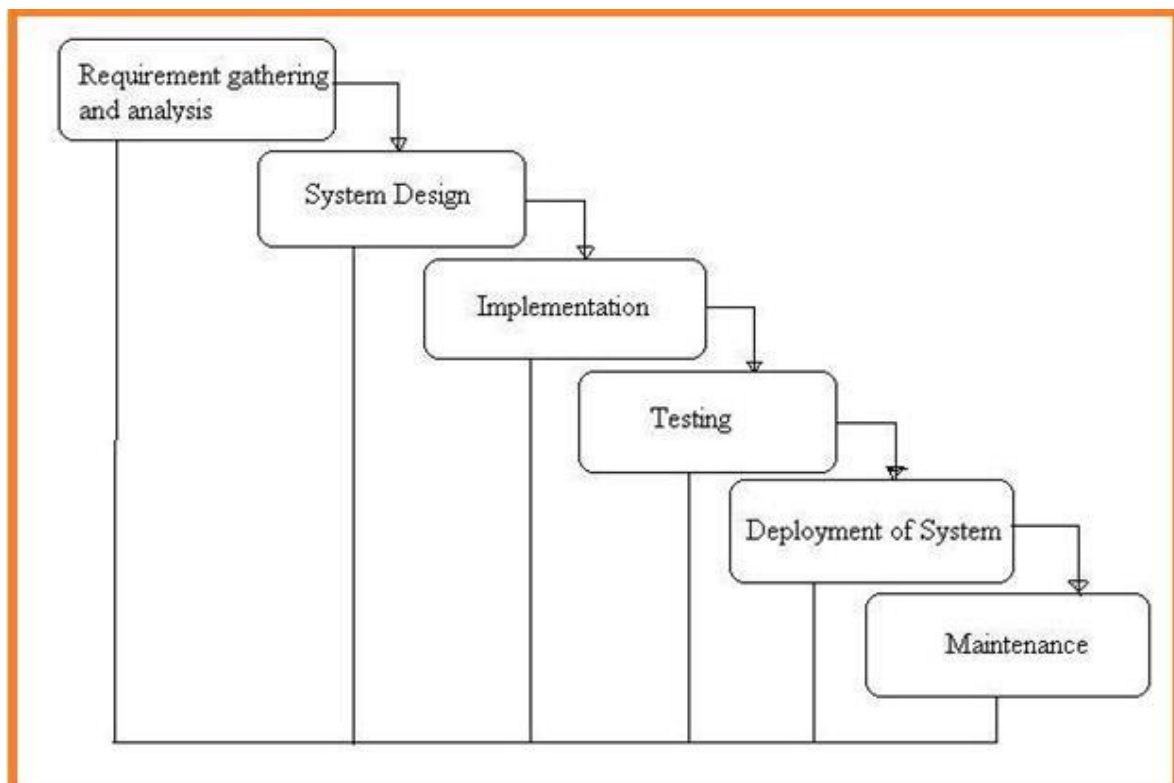 Requirement gathering
and analysis
System Design
Implementation
Testing
Deployment of System
Maintenance